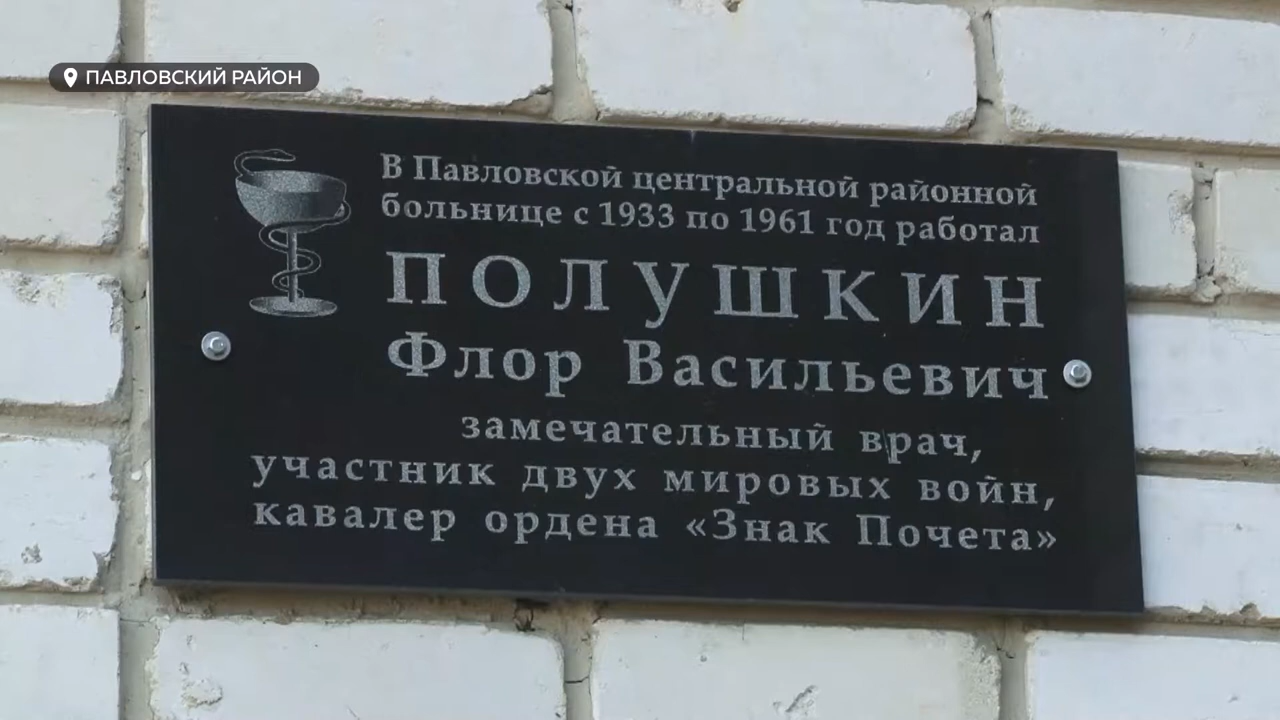 ПАВЛОВСКИЙ РАЙОН
В Павловской центральной районной
больнице с 1933 по 1961 год работал
ПОЛУШКИН
Флор Васильевич
замечательный врач,
участник двух мировых войн,
кавалер ордена «Знак Почета»